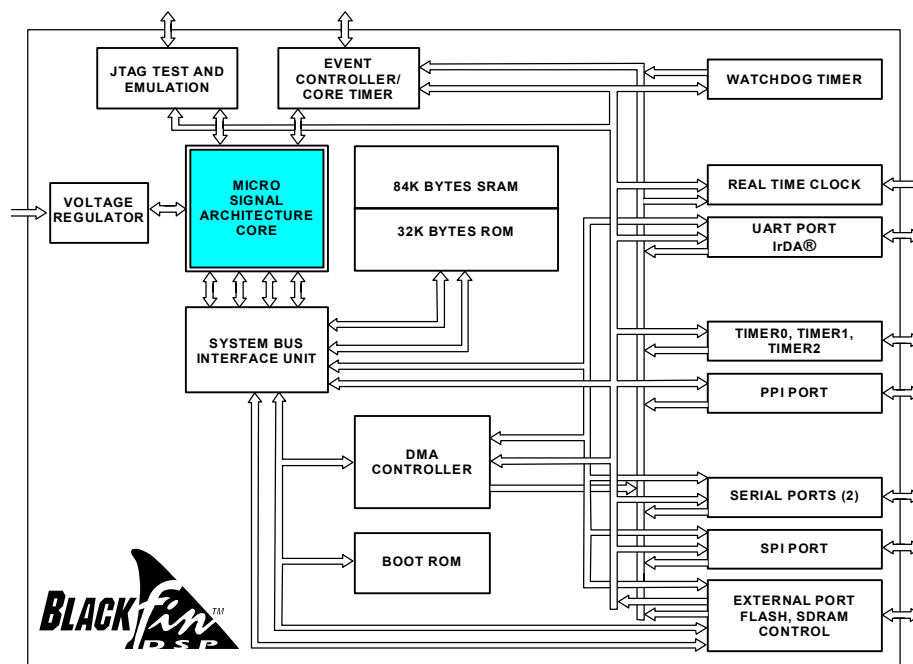 JTAG TEST AND
EMULATION
EVENT
CONTROLLER/
CORE TIMER
WATCHDOG TIMER
VOLTAGE
REGULATOR
MICRO
SIGNAL
ARCHITECTURE
CORE
84K BYTES SRAM
32K BYTES ROM
REAL TIME CLOCK
UART PORT
IrDA®
SYSTEM BUS
INTERFACE UNIT
TIMER0, TIMER1,
TIMER2
PPI PORT
DMA
CONTROLLER
SERIAL PORTS (2)
BOOT ROM
SPI PORT
EXTERNAL PORT
FLASH, SDRAM
CONTROL
BLACKfin™
DSP